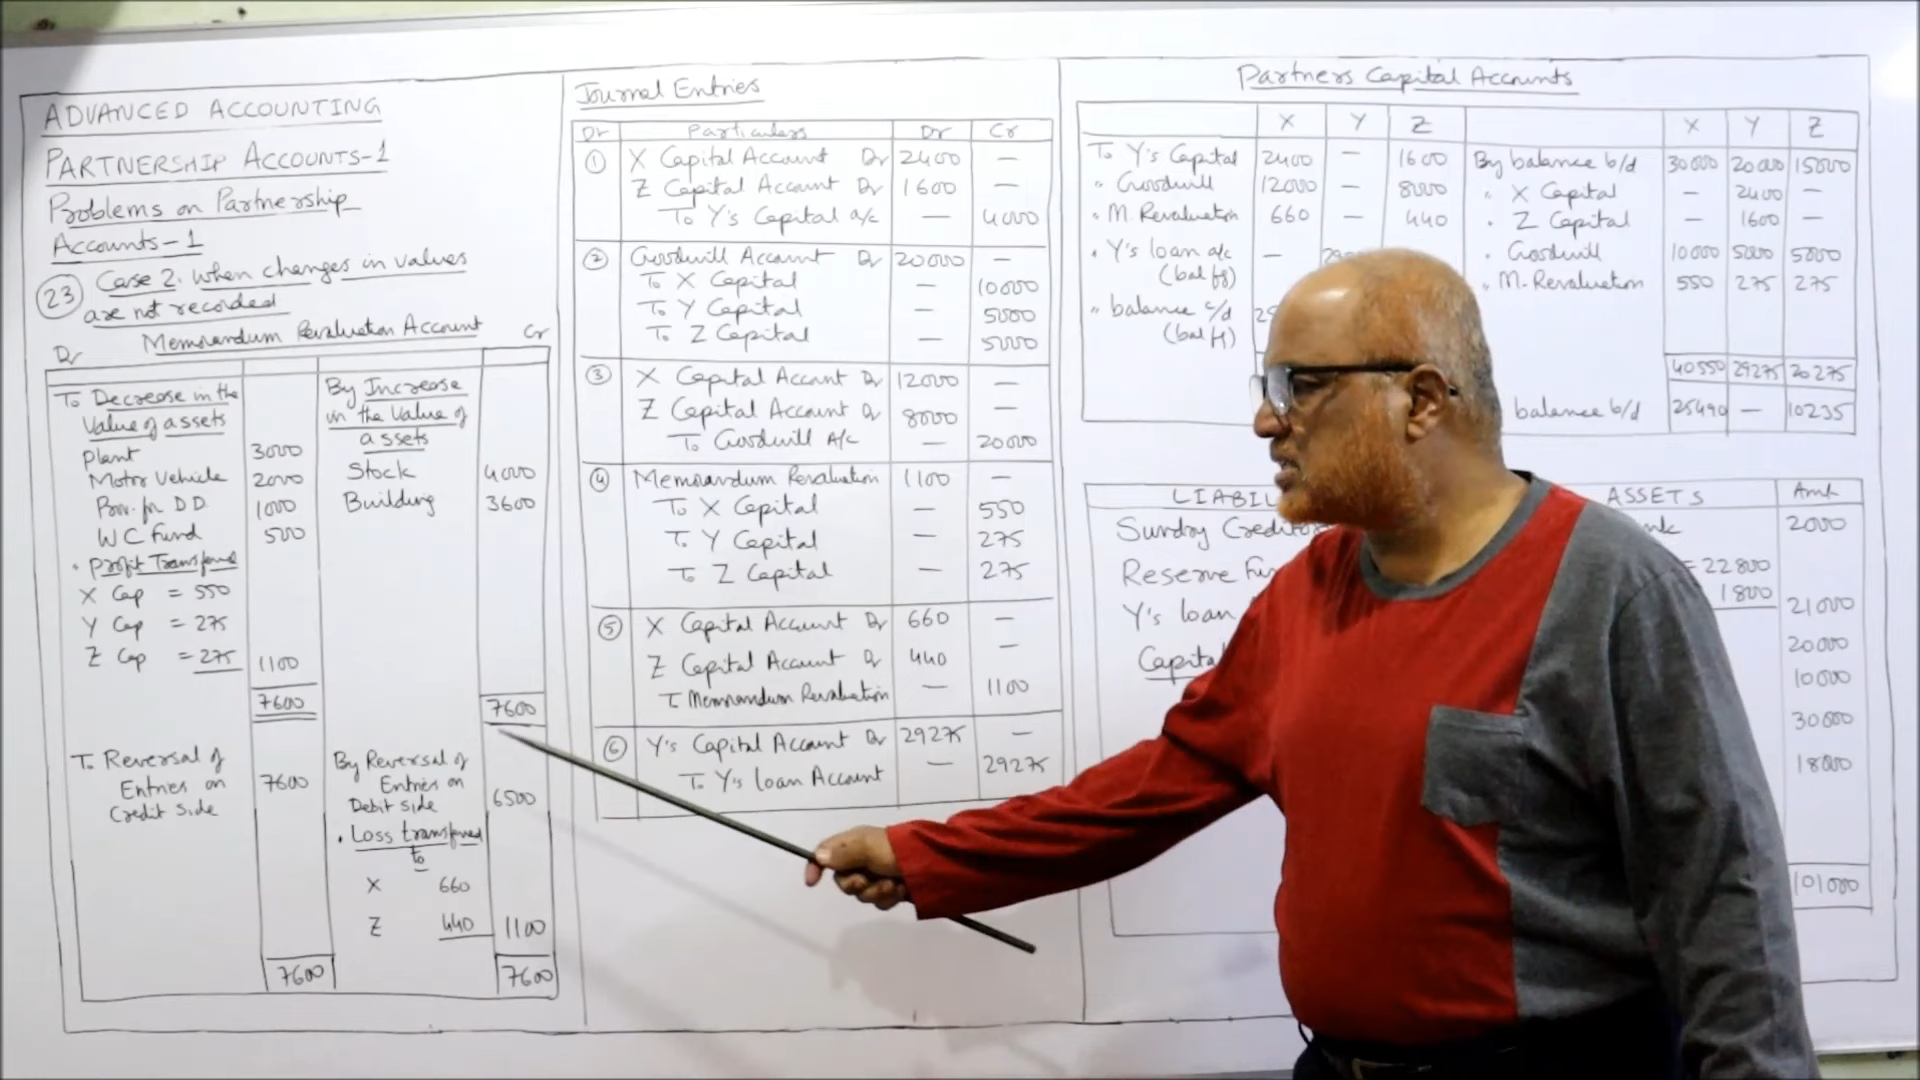 ADVANCED ACCOUNTING
PARTNERSHIP ACCOUNTS-1
Problems on Partnership
Accounts-1
23 Case 2. when changes in values
are not recorded
Memorandum Revaluation Account
Dr Cr
To Decrease in the By Increase
Value of assets in the Value of
assets
Plant 3000 Stock 4000
Motor Vehicle 2000 Building 3600
Prov. for D D 1000
WC Fund 500
" Profit Transferred
X Cap = 550
Y Cap = 275
Z Cap = 275 1100
7600 7600
To Reversal of By Reversal of
Entries on 7600 Entries on
Credit side Debit side 6500
" Loss transferred
to
X 660
Z 440 1100
7600 7600
Journal Entries
Dr Particulars Dr Cr
1 X Capital Account Dr 2400 —
Z Capital Account Dr 1600 —
To Y's Capital a/c — 4000
2 Goodwill Account Dr 20000 —
To X Capital — 10000
To Y Capital — 5000
To Z Capital — 5000
3 X Capital Account Dr 12000 —
Z Capital Account Dr 8000 —
To Goodwill A/c — 20000
4 Memorandum Revaluation 1100 —
To X Capital — 550
To Y Capital — 275
To Z Capital — 275
5 X Capital Account Dr 660 —
Z Capital Account Dr 440 —
To Memorandum Revaluation — 1100
6 Y's Capital Account Dr 29275 —
To Y's loan Account — 29275
Partners Capital Accounts
X Y Z X Y Z
To Y's Capital 2400 — 1600 By balance b/d 30000 20000 15000
" Goodwill 12000 — 8000 " X Capital — 2400 —
" M. Revaluation 660 — 440 " Z Capital — 1600 —
" Y's loan a/c — " Goodwill 10000 5000 5000
(bal fg) " M. Revaluation 550 275 275
" balance c/d
(bal f)
40550 29275 20275
balance b/d 25490 — 10235
ASSETS Amt
2000
Reserve
= 22800
1800 21000
Y's loan
20000
10000
30000
18000
101000